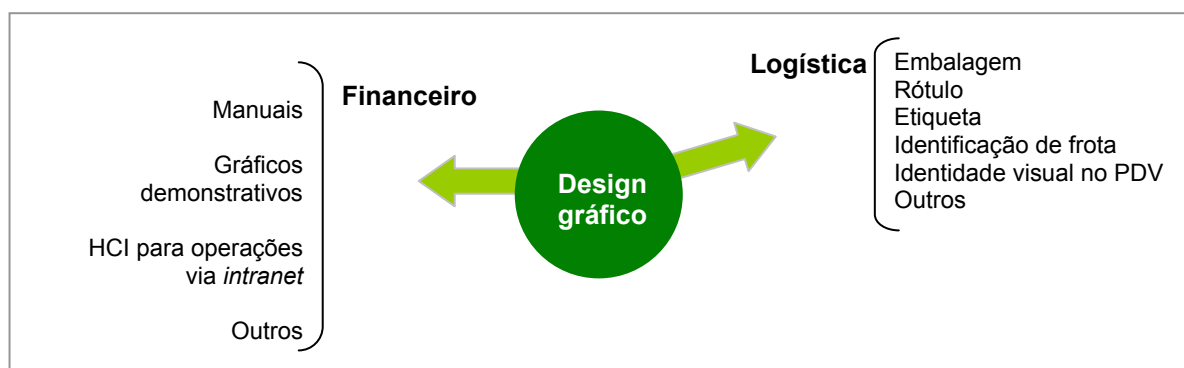 Financeiro
Manuais
Gráficos
demonstrativos
HCI para operações
via intranet
Outros
Design
gráfico
Logística
Embalagem
Rótulo
Etiqueta
Identificação de frota
Identidade visual no PDV
Outros